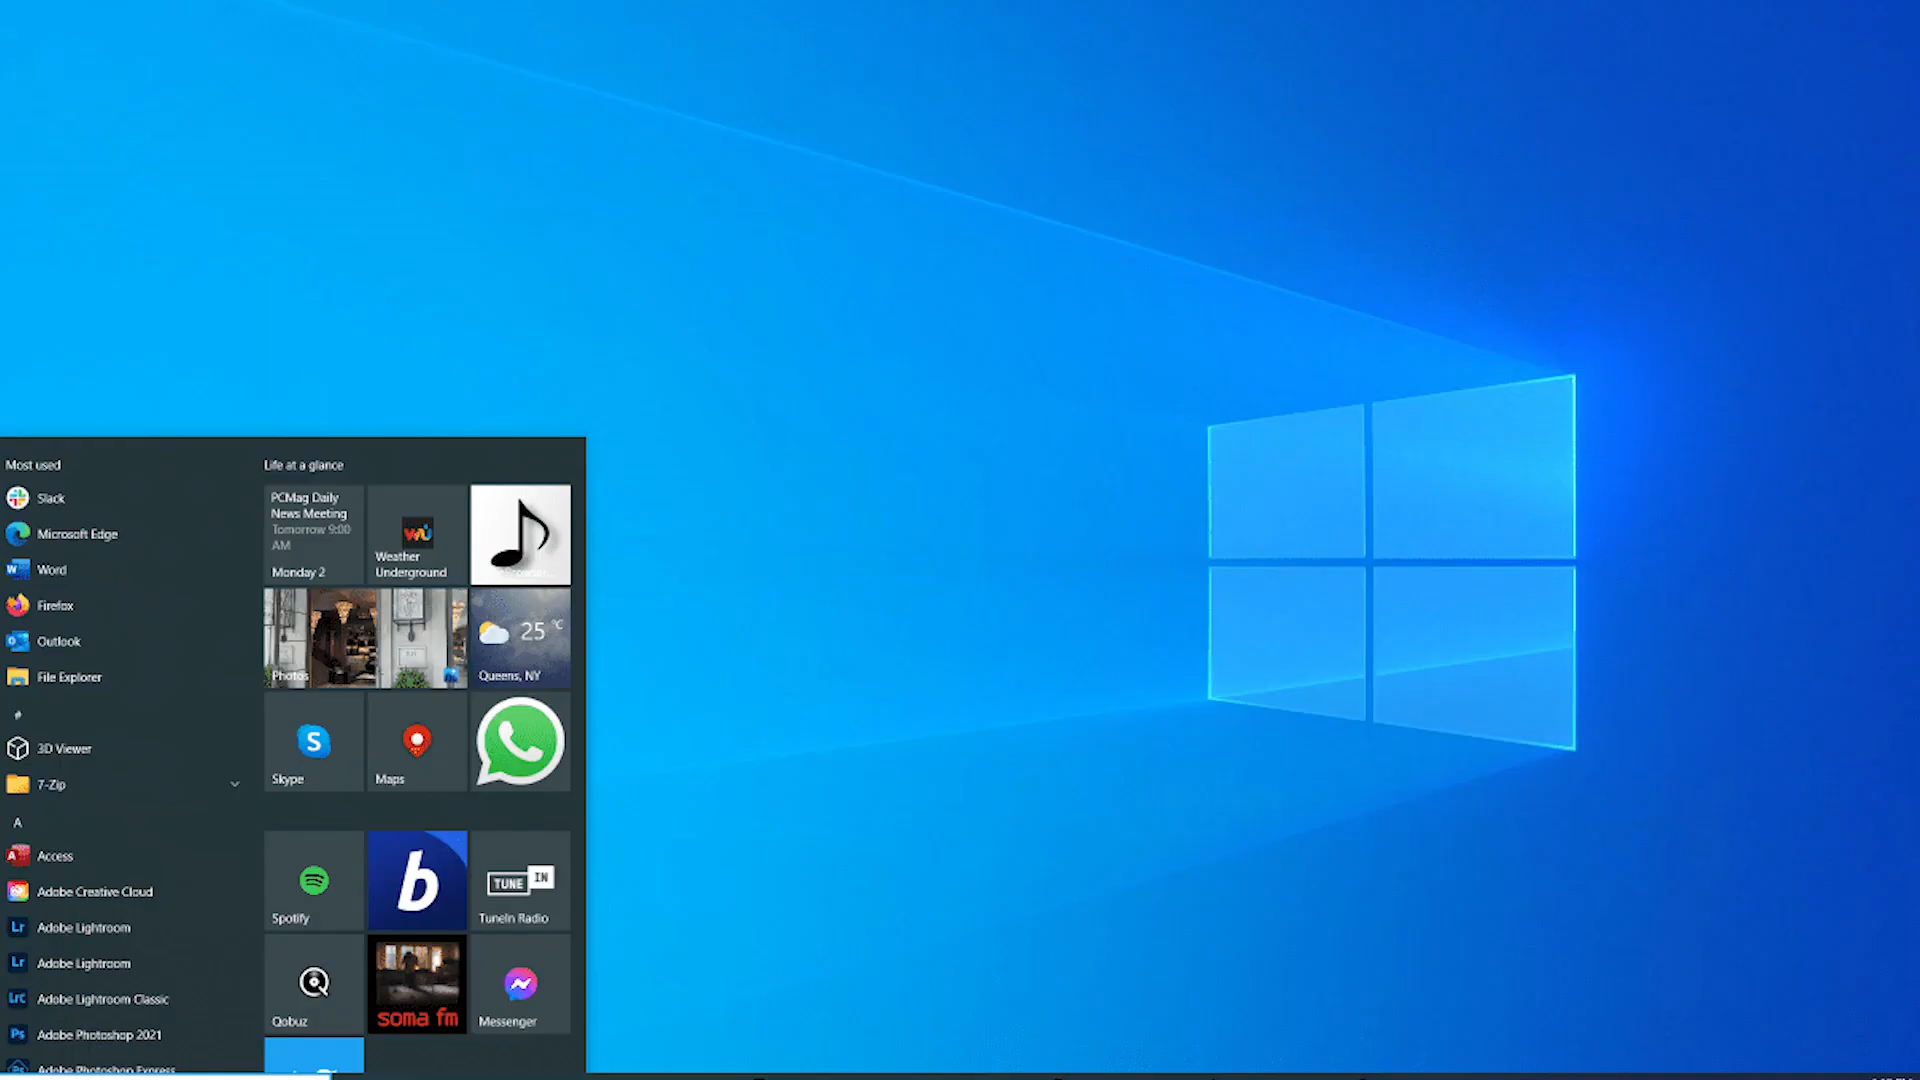 Most used
Slack
Microsoft Edge
Word
Firefox
Outlook
File Explorer
#
3D Viewer
7-Zip
A
Access
Adobe Creative Cloud
Adobe Lightroom
Adobe Lightroom
Adobe Lightroom Classic
Adobe Photoshop 2021
Adobe Photoshop Express
Life at a glance
PCMag Daily
News Meeting
Tomorrow 9:00
AM
Monday 2
Weather
Underground
Photos
25 °C
Queens, NY
S
Skype
Maps
Spotify
b
TUNE IN
TuneIn Radio
Qobuz
soma fm
Messenger